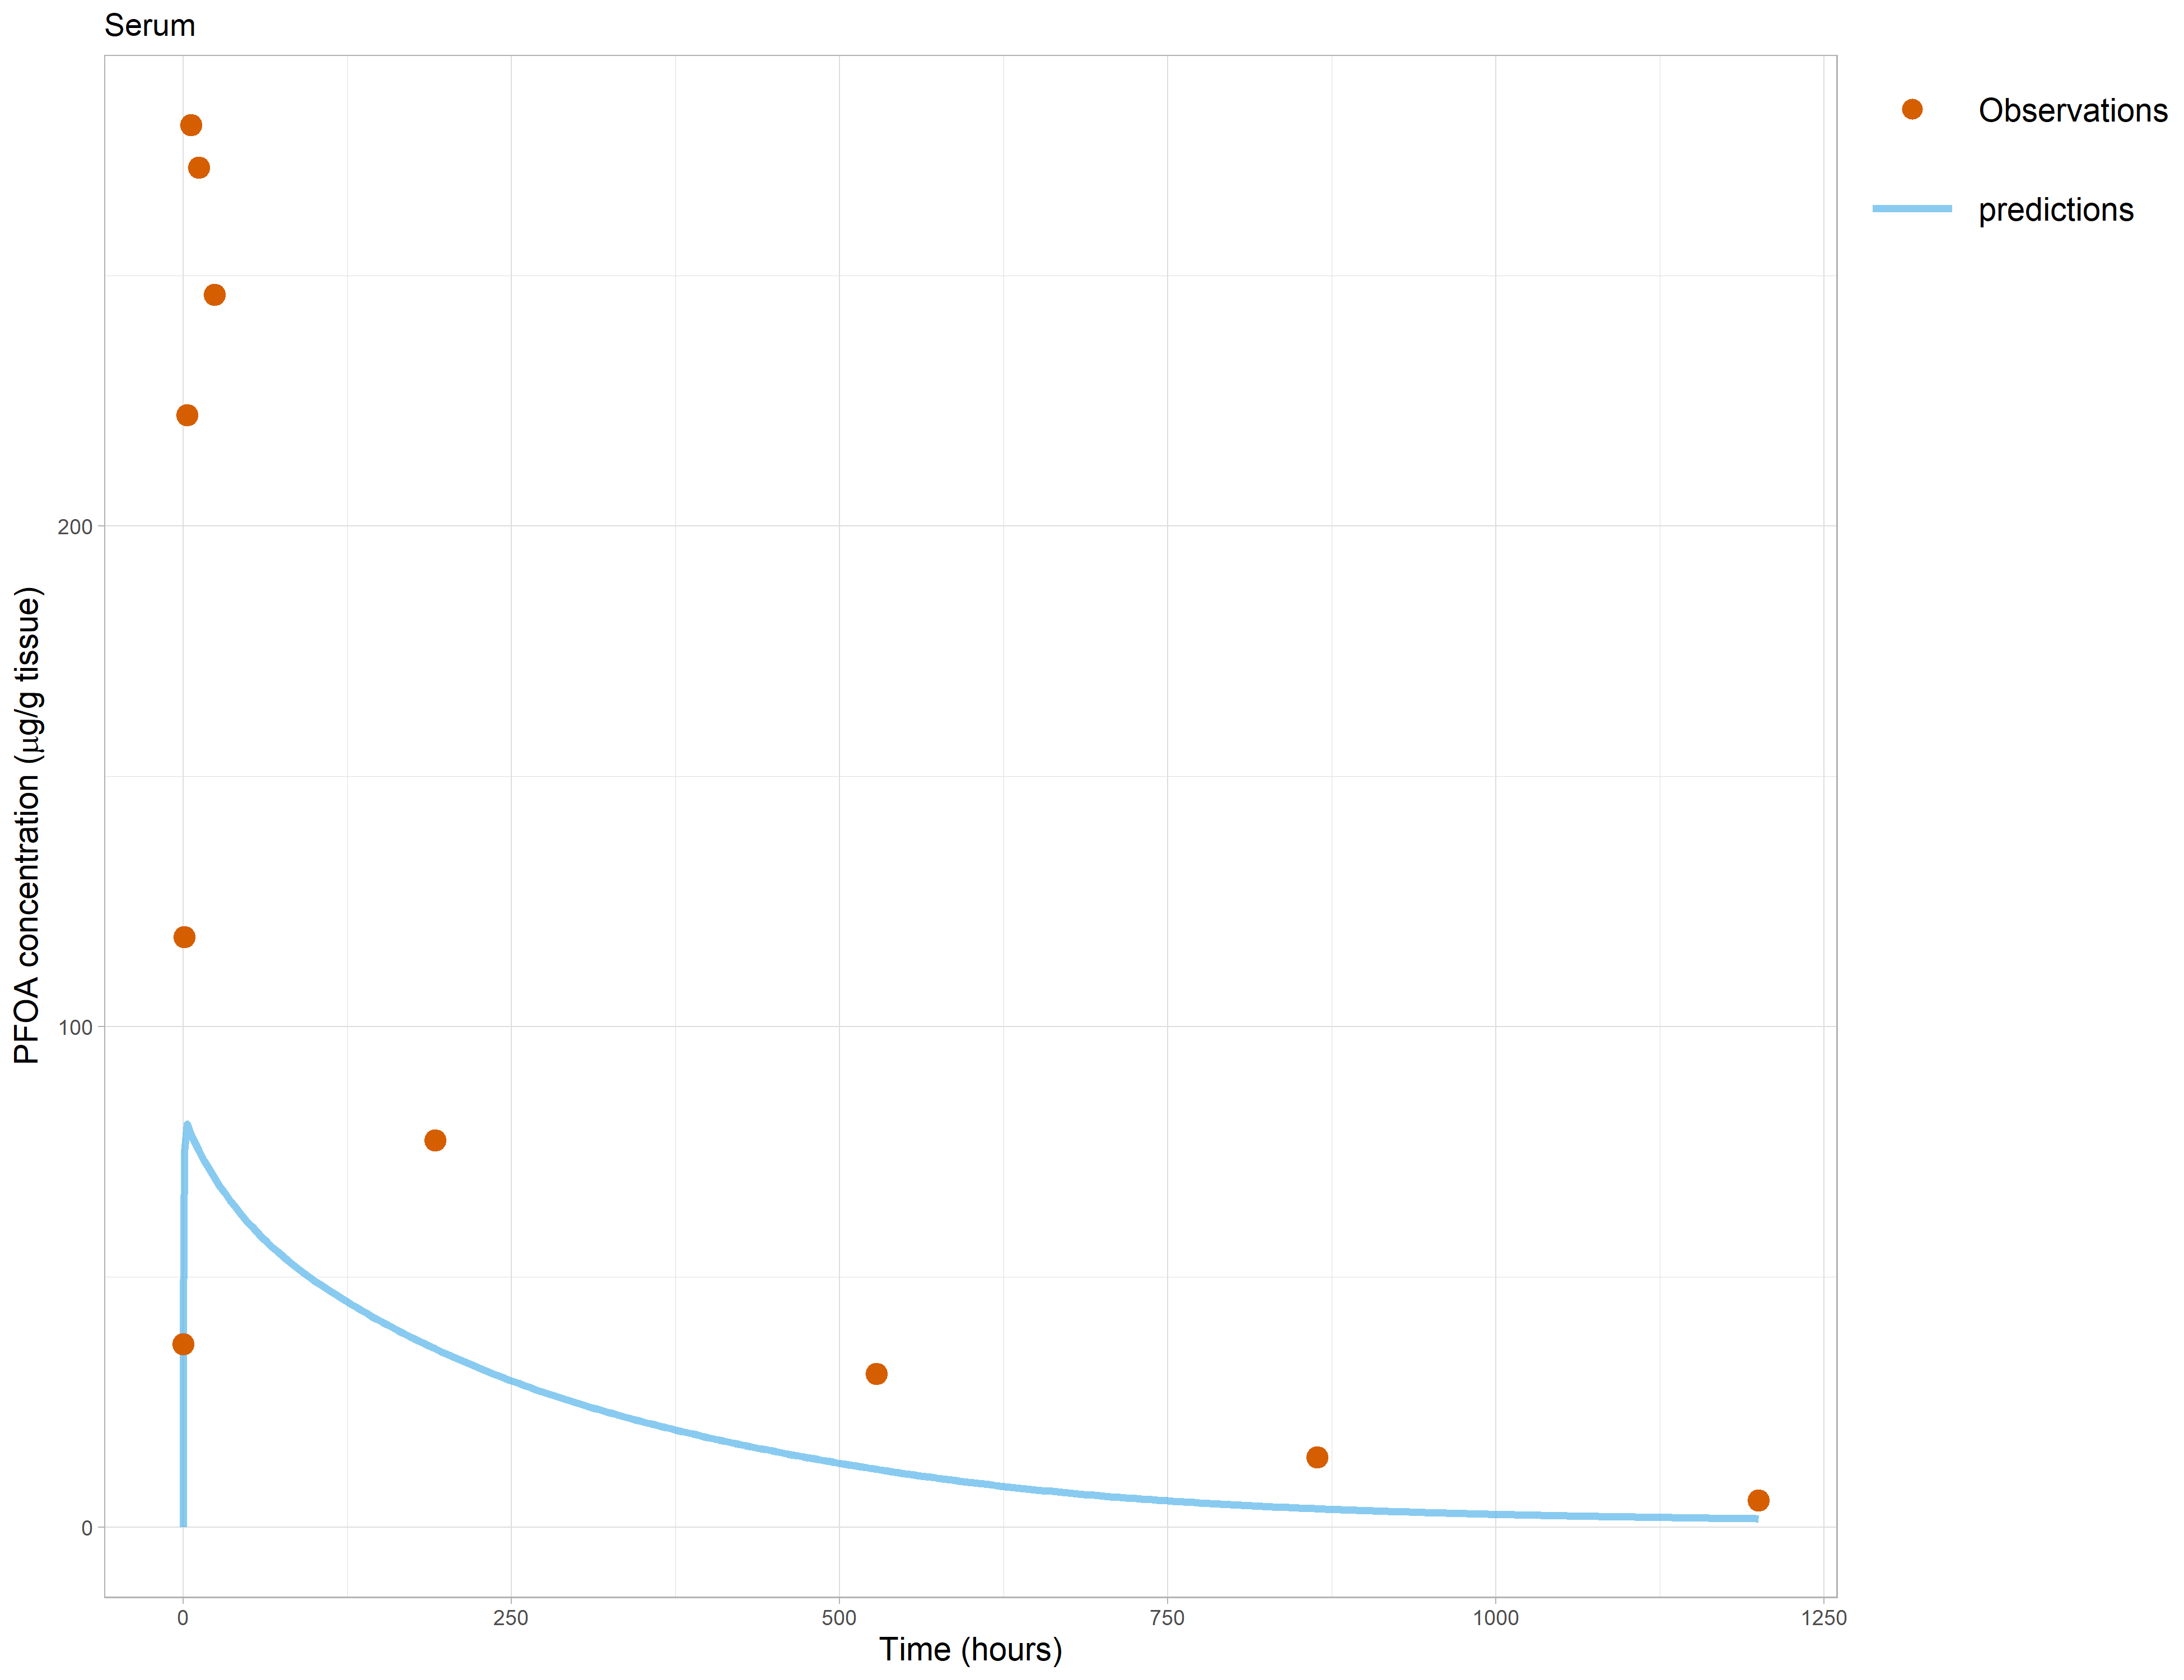 Serum
Observations
predictions
PFOA concentration (μg/g tissue)
200
100
0
0
250
500
750
1000
1250
Time (hours)